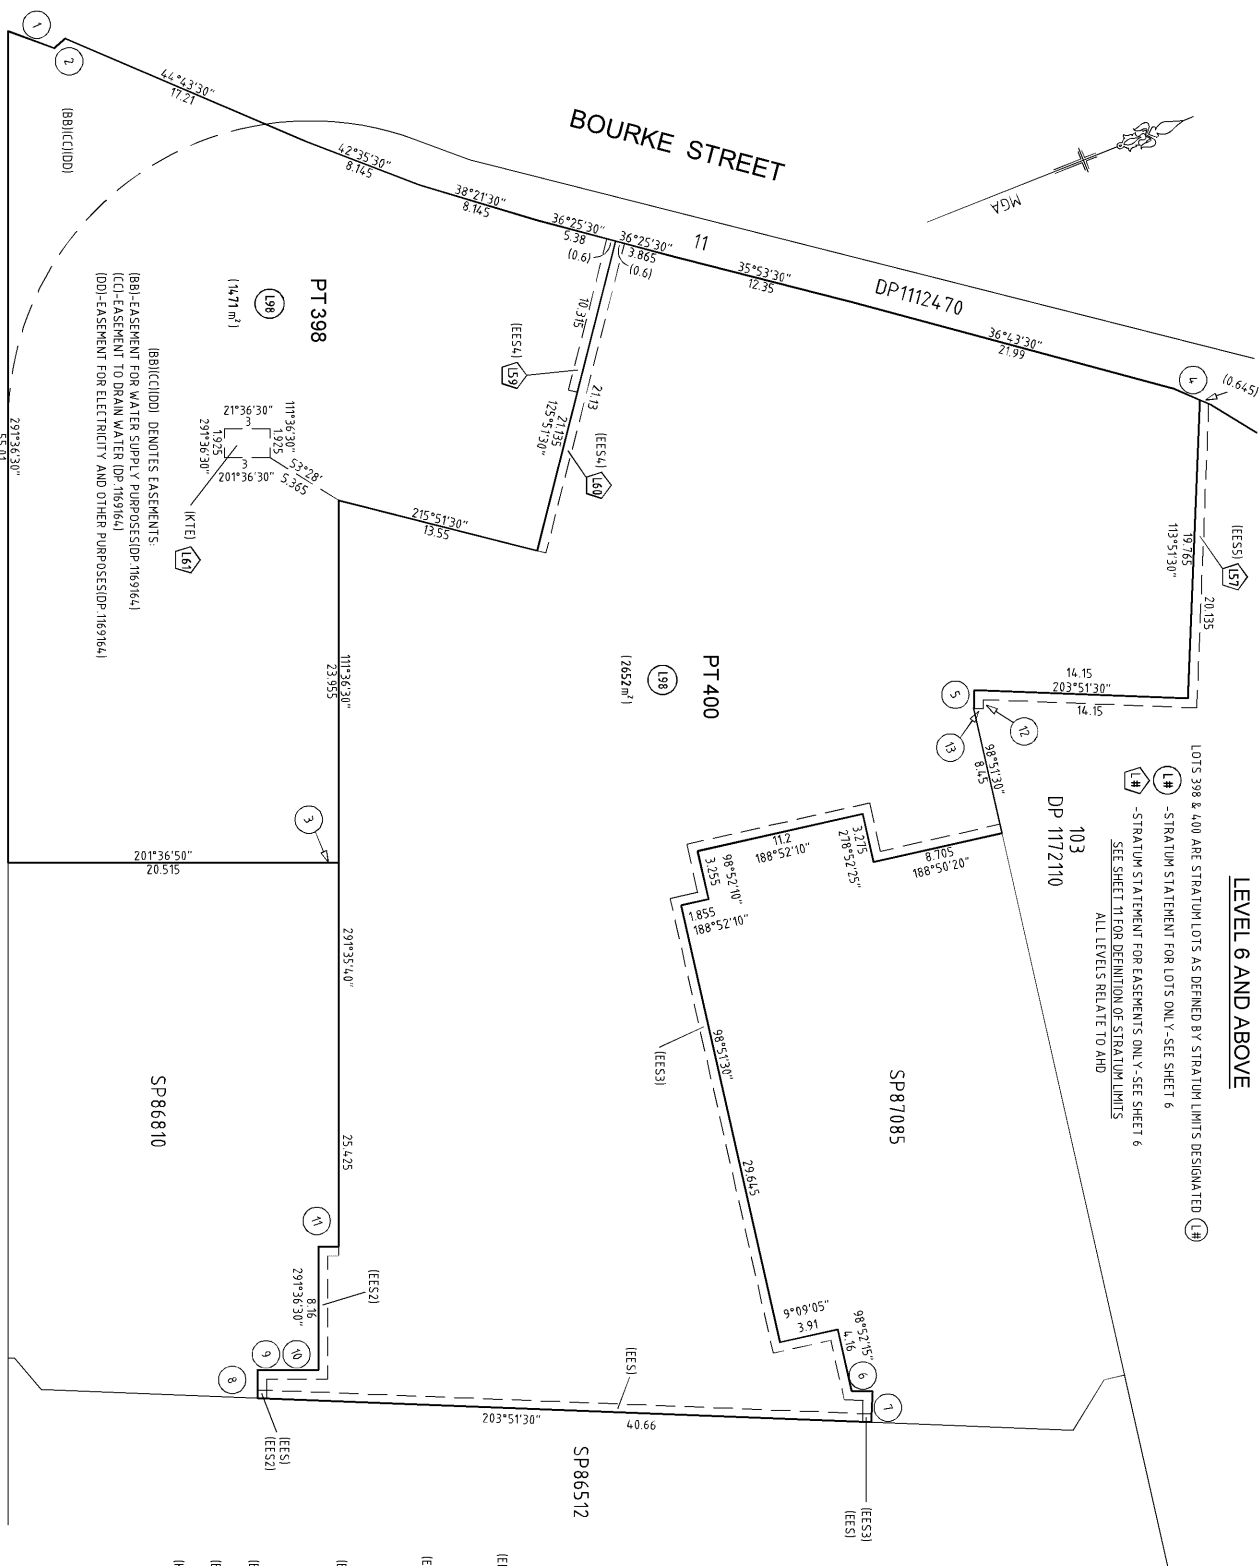 LEVEL 6 AND ABOVE
LOTS 398 & 400 ARE STRATUM LOTS AS DEFINED BY STRATUM LIMITS DESIGNATED L#
L# -STRATUM STATEMENT FOR LOTS ONLY-SEE SHEET 6
L# -STRATUM STATEMENT FOR EASEMENTS ONLY-SEE SHEET 6
SEE SHEET 11 FOR DEFINITION OF STRATUM LIMITS
ALL LEVELS RELATE TO AHD
MGA
BOURKE STREET
11
DP1112470
1
2
(BB)(CC)(DD)
44°43'30"
17.21
42°35'30"
8.145
38°21'30"
8.145
36°25'30"
5.38
(0.6)
36°25'30"
3.865
(0.6)
35°53'30"
12.35
36°43'30"
21.99
4
(0.645)
(EES5)
L57
19.765
113°51'30"
20.135
14.15
203°51'30"
14.15
5
12
13
98°51'30"
8.45
103
DP 1172110
8.705
188°50'20"
3.275
278°52'25"
11.2
188°52'10"
98°52'10"
3.255
1.855
188°52'10"
98°51'30"
29.645
(EES3)
SP87085
9°09'05"
3.91
98°52'15"
4.16
6
7
(EES3)
(EES)
(EES)
203°51'30"
40.66
SP86512
PT 398
L98
(1471 m²)
10.315
(EES4)
L59
21.13
21.135
125°51'30"
(EES4)
L60
215°51'30"
13.55
53°28'
5.365
111°36'30"
1.925
21°36'30"
3
3
201°36'30"
1.925
291°36'30"
(KTE)
L61
(BB)(CC)(DD) DENOTES EASEMENTS:
(BB)-EASEMENT FOR WATER SUPPLY PURPOSES(DP.1169164)
(CC)-EASEMENT TO DRAIN WATER (DP.1169164)
(DD)-EASEMENT FOR ELECTRICITY AND OTHER PURPOSES(DP.1169164)
291°36'30"
55.01
PT 400
L98
(2652 m²)
111°36'30"
23.955
3
201°36'50"
20.515
291°35'40"
25.425
SP86810
11
(EES2)
8.16
291°36'30"
9
10
8
(EES)
(EES2)